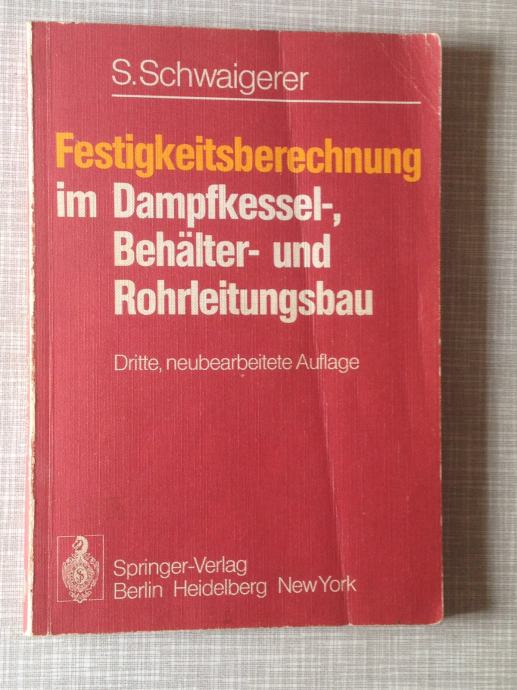 S.Schwaigerer
Festigkeitsberechnung
im Dampfkessel-,
Behälter- und
Rohrleitungsbau
Dritte, neubearbeitete Auflage
Springer-Verlag
Berlin Heidelberg New York